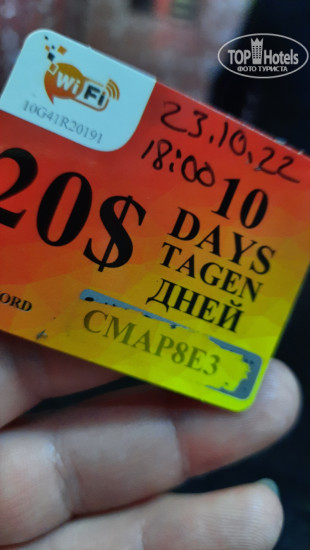 TOP Hotels
ФОТО ТУРИСТА
WiFi
10G41R20191
23.10.22
18:00
10
20$
DAYS
TAGEN
ДНЕЙ
ORD
CMAP8E3